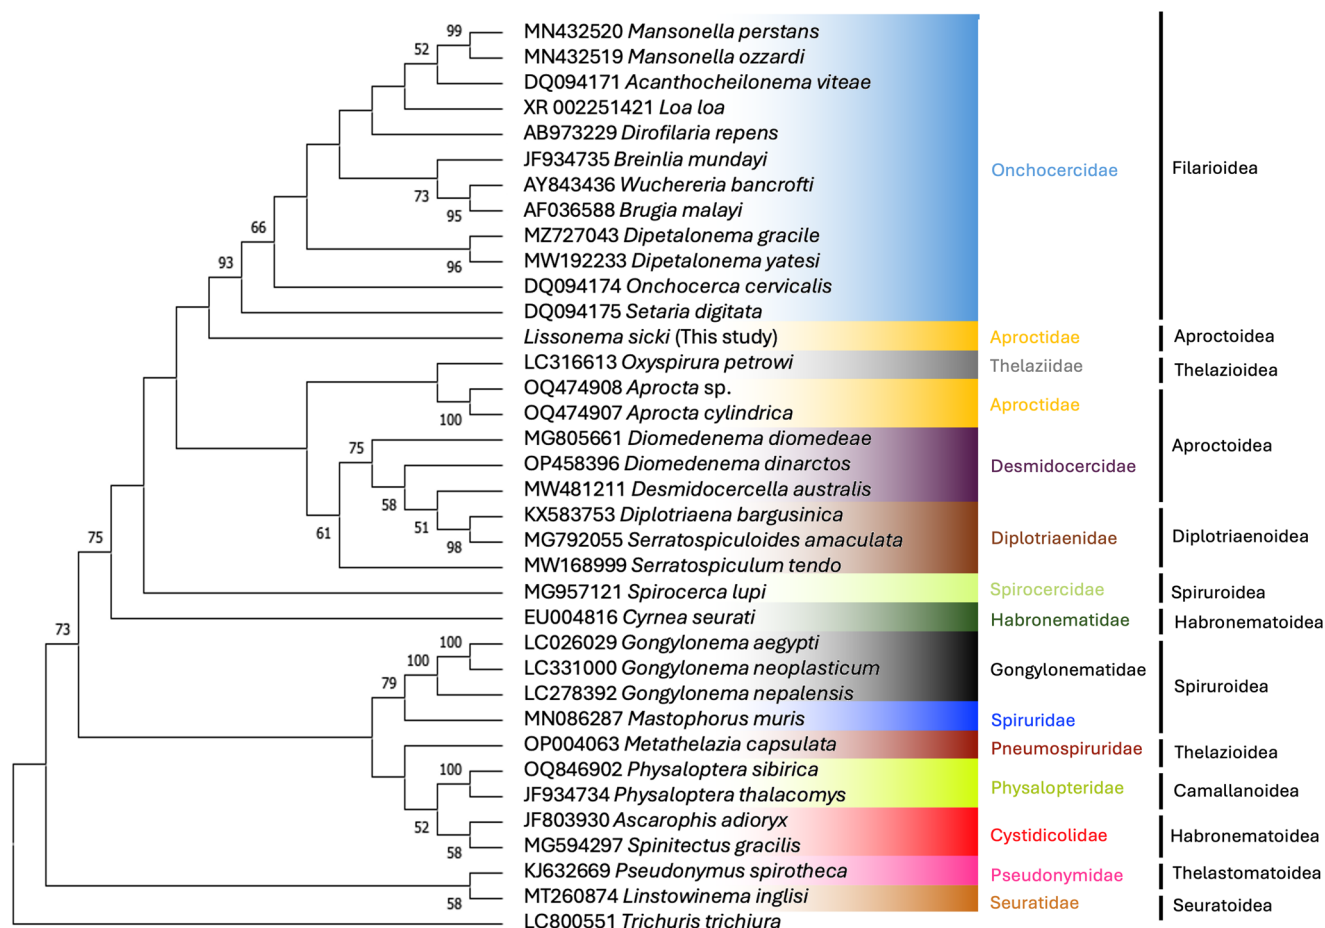 99
MN432520 Mansonella perstans
52
MN432519 Mansonella ozzardi
DQ094171 Acanthocheilonema viteae
XR 002251421 Loa loa
AB973229 Dirofilaria repens
JF934735 Breinlia mundayi
Onchocercidae
Filarioidea
AY843436 Wuchereria bancrofti
73
AF036588 Brugia malayi
95
66
MZ727043 Dipetalonema gracile
93
MW192233 Dipetalonema yatesi
96
DQ094174 Onchocerca cervicalis
DQ094175 Setaria digitata
Lissonema sicki (This study)
Aproctidae
Aproctoidea
LC316613 Oxyspirura petrowi
Thelaziidae
Thelazioidea
OQ474908 Aprocta sp.
Aproctidae
OQ474907 Aprocta cylindrica
100
MG805661 Diomedenema diomedeae
Aproctoidea
75
OP458396 Diomedenema dinarctos
Desmidocercidae
MW481211 Desmidocercella australis
58
KX583753 Diplotriaena bargusinica
51
61
MG792055 Serratospiculoides amaculata
Diplotriaenidae
Diplotriaenoidea
98
MW168999 Serratospiculum tendo
MG957121 Spirocerca lupi
Spirocercidae
Spiruroidea
EU004816 Cyrnea seurati
Habronematidae
Habronematoidea
75
73
LC026029 Gongylonema aegypti
100
LC331000 Gongylonema neoplasticum
Gongylonematidae
100
Spiruroidea
79
LC278392 Gongylonema nepalensis
MN086287 Mastophorus muris
Spiruridae
OP004063 Metathelazia capsulata
Pneumospiruridae
Thelazioidea
100
OQ846902 Physaloptera sibirica
Physalopteridae
Camallanoidea
JF934734 Physaloptera thalacomys
JF803930 Ascarophis adioryx
52
Cystidicolidae
Habronematoidea
MG594297 Spinitectus gracilis
58
KJ632669 Pseudonymus spirotheca
Pseudonymidae
Thelastomatoidea
MT260874 Linstowinema inglisi
58
Seuratidae
Seuratoidea
LC800551 Trichuris trichiura